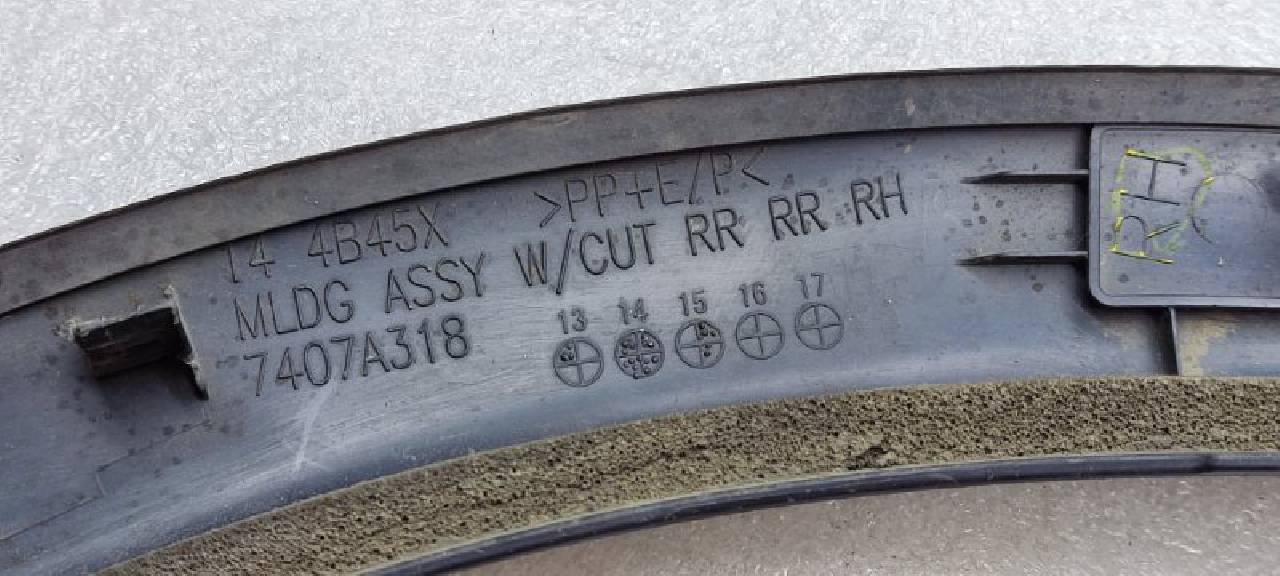 14 4B45X >PP+E/P<
MLDG ASSY W/CUT RR RR RH
7407A318
13 14 15 16 17
RH